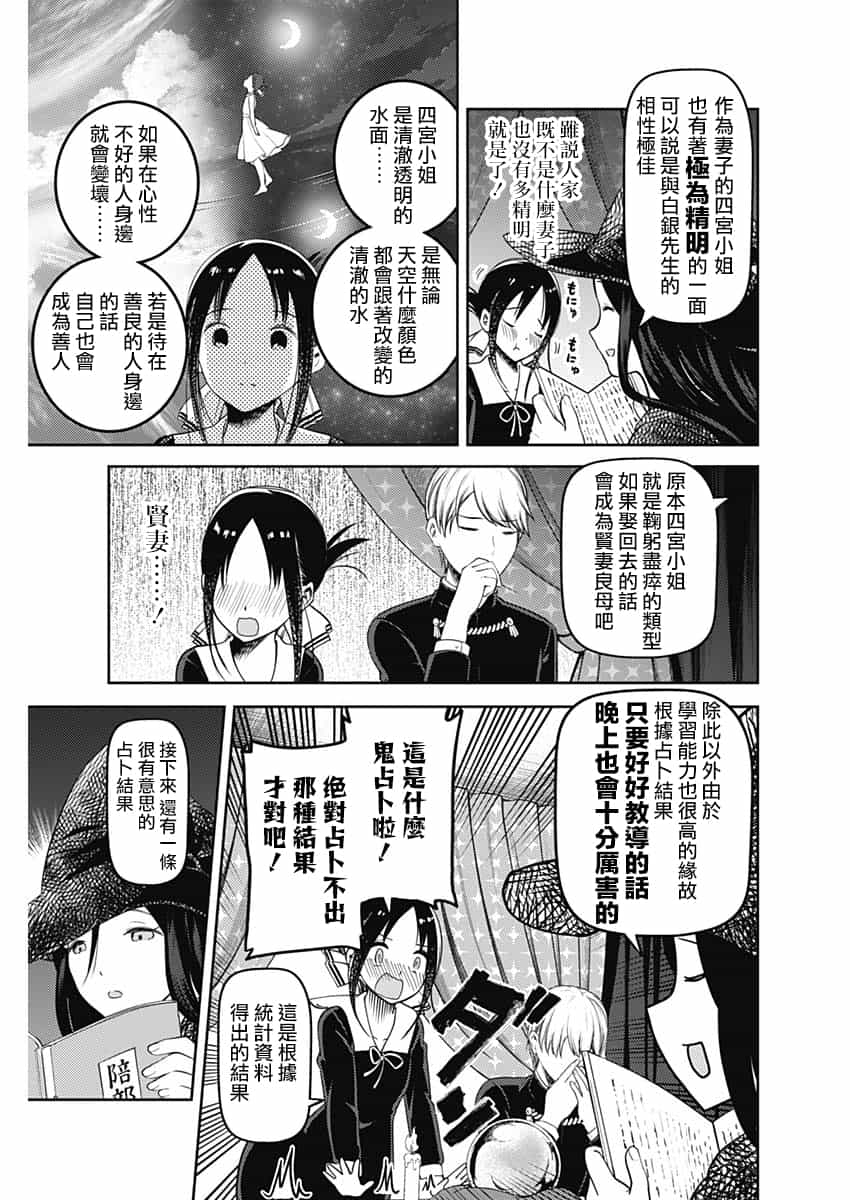 作為妻子的四宮小姐
也有著極為精明的一面
可以說是與白銀先生的
相性極佳
雖說人家
既不是什麼妻子
也沒有多精明
就是了！
もにゅ
もにゅ
四宮小姐
是清澈透明的
水面……
是無論
天空什麼顏色
都會跟著改變的
清澈的水
如果在心性
不好的人身邊
就會變壞……
若是待在
善良的人身邊
的話
自己也會
成為善人
原本四宮小姐
就是鞠躬盡瘁的類型
如果娶回去的話
會成為賢妻良母吧
賢妻……！
除此以外由於
學習能力也很高的緣故
根據占卜結果
只要好好教導的話
晚上也會十分厲害的
這是什麼
鬼占卜啦！
絕對占卜不出
那種結果
才對吧！
ダンッ
這是根據
統計資料
得出的結果
接下來 還有一條
很有意思的
占卜結果
陪部